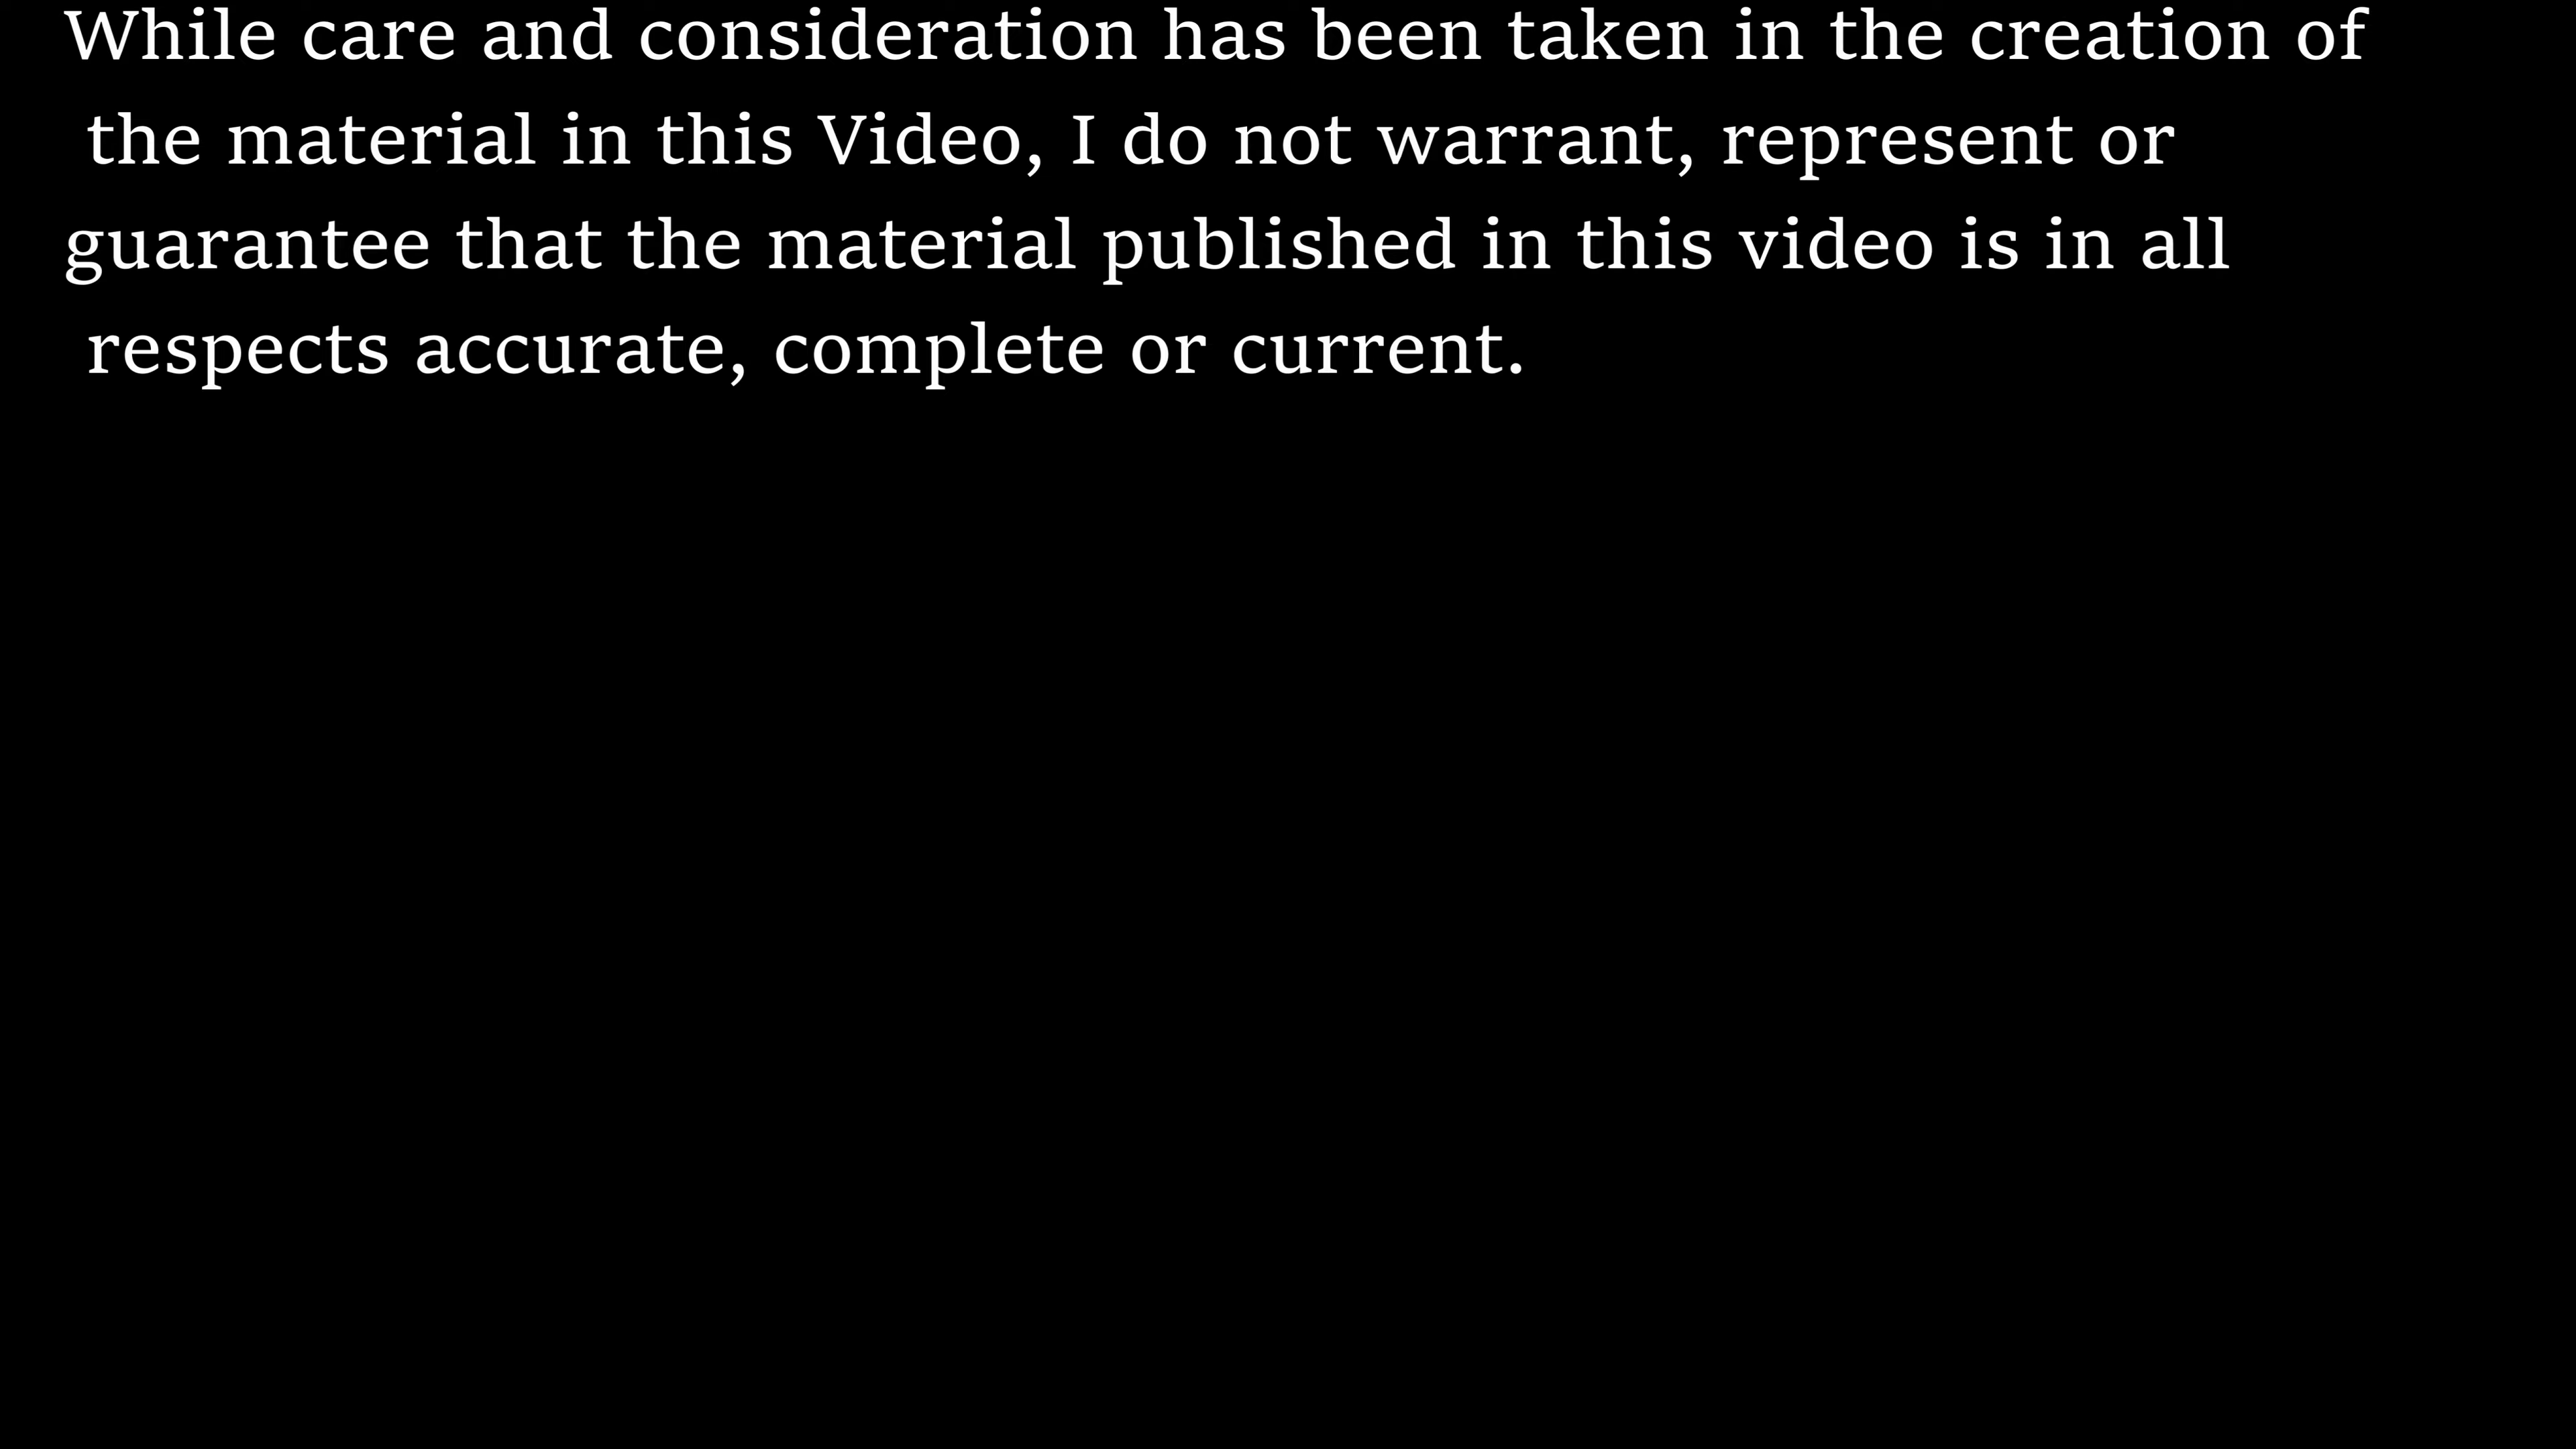 While care and consideration has been taken in the creation of
the material in this Video, I do not warrant, represent or
guarantee that the material published in this video is in all
respects accurate, complete or current.